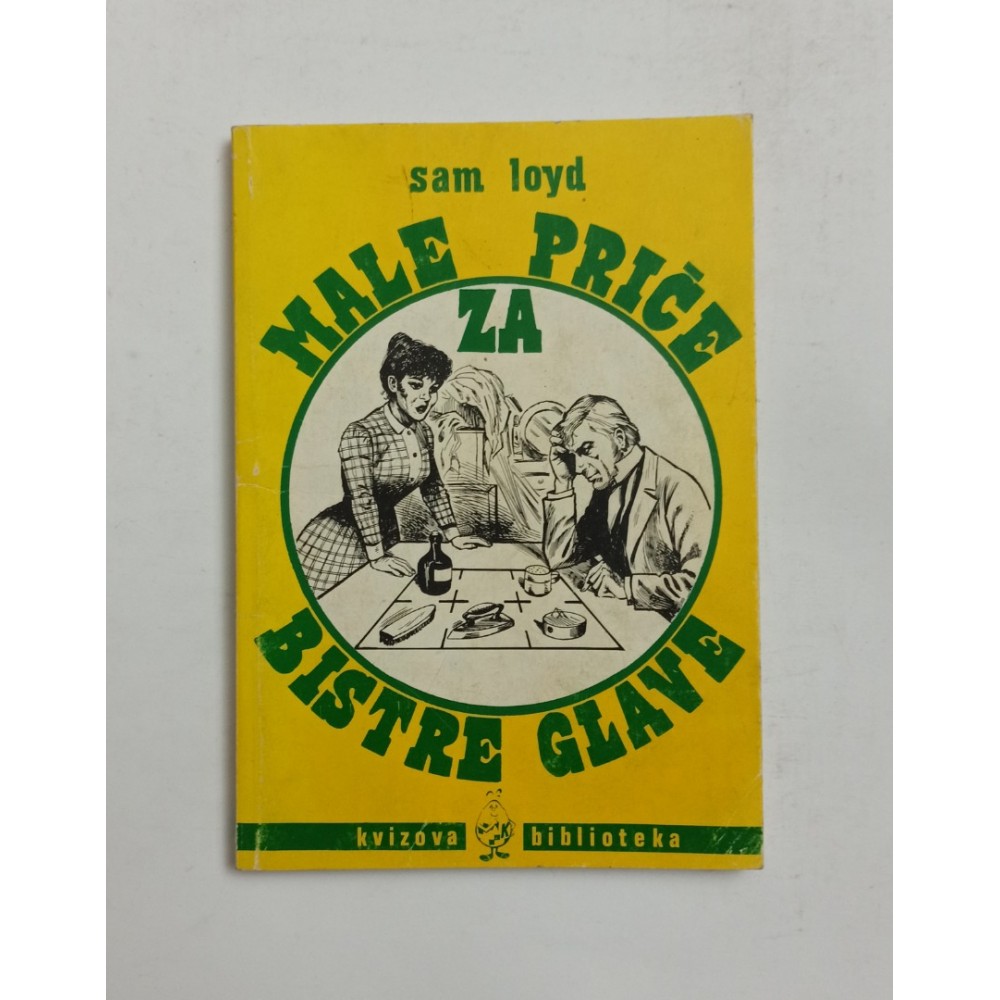 sam loyd
MALE PRIČE
ZA
BISTRE GLAVE
kvizova K biblioteka